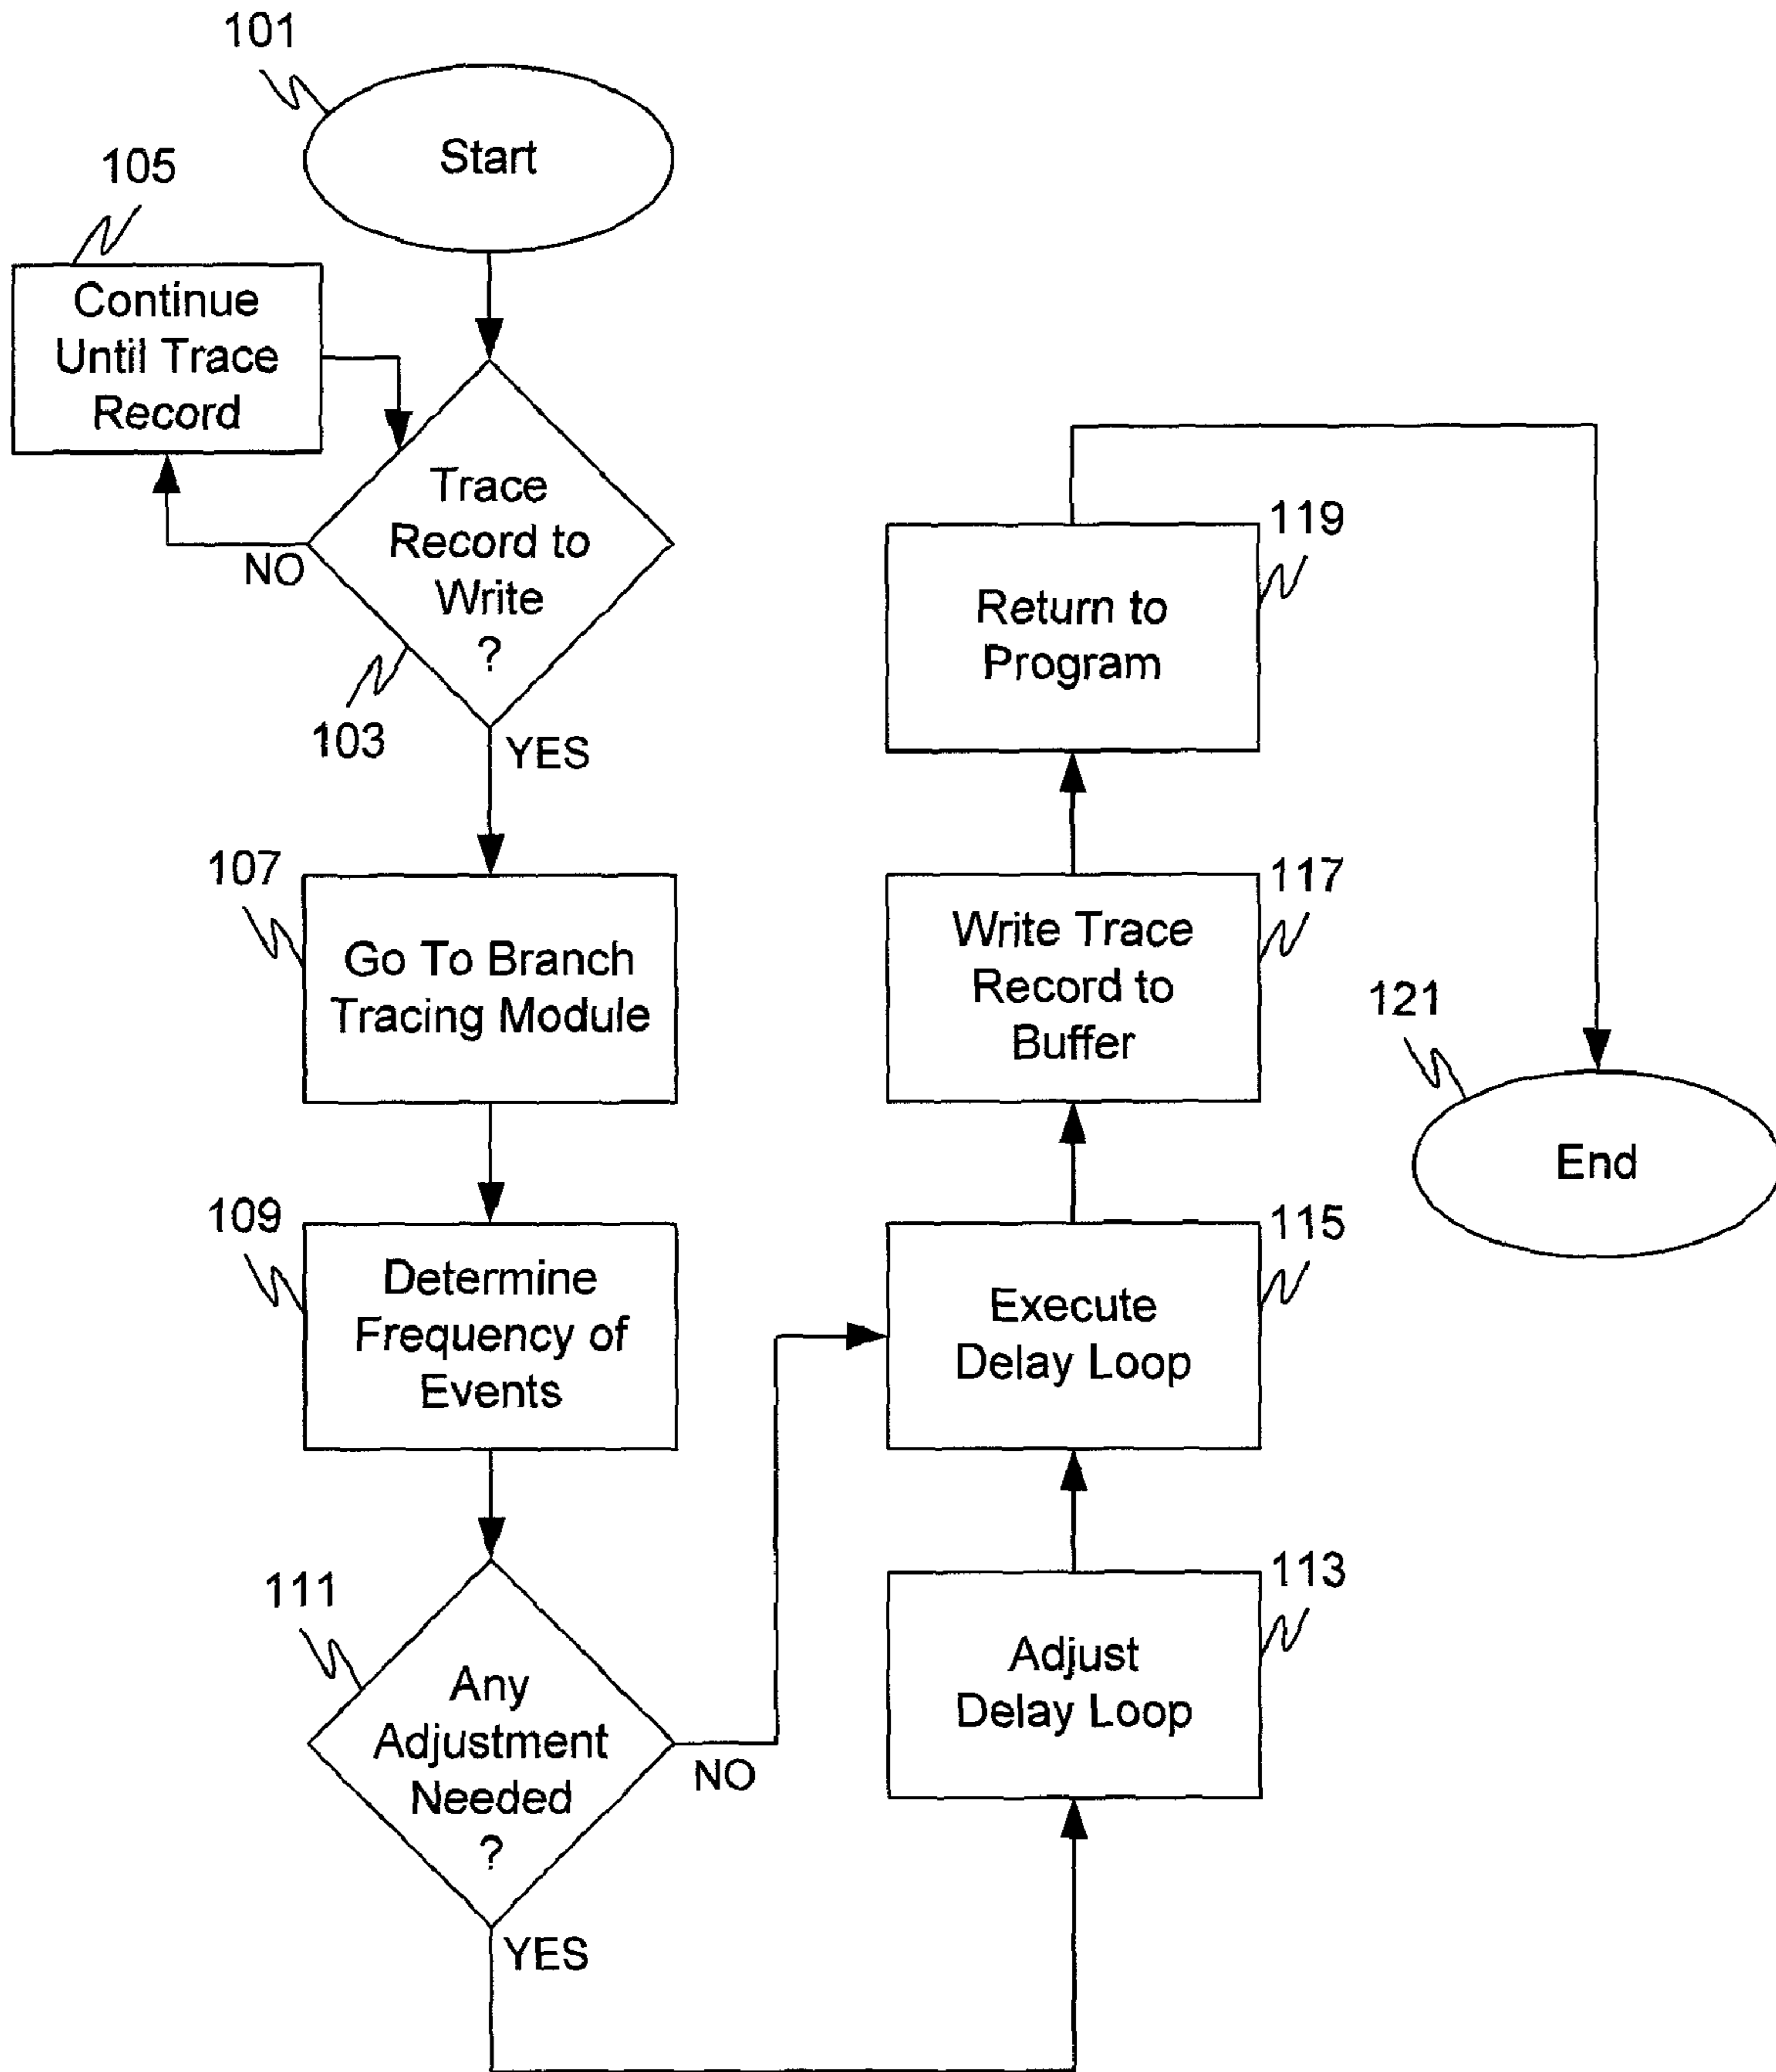 101
Start
105
Continue
Until Trace
Record
Trace
Record to
Write
?
NO
103
YES
107
Go To Branch
Tracing Module
109
Determine
Frequency of
Events
111
Any
Adjustment
Needed
?
NO
YES
113
Adjust
Delay Loop
115
Execute
Delay Loop
117
Write Trace
Record to
Buffer
119
Return to
Program
121
End